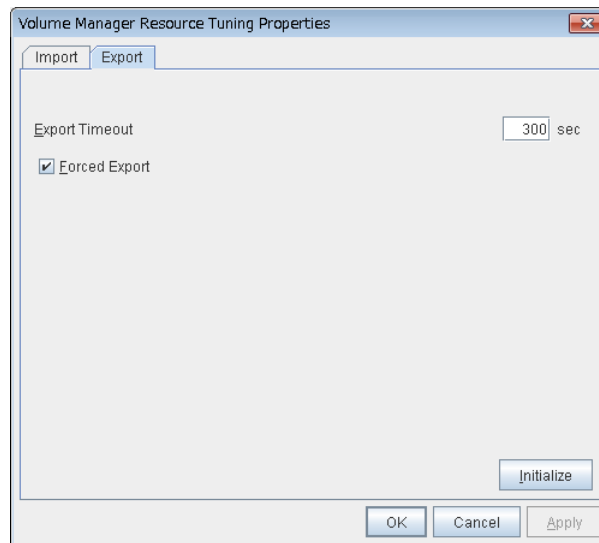 Volume Manager Resource Tuning Properties
Import Export
Export Timeout 300 sec
Forced Export
Initialize
OK Cancel Apply